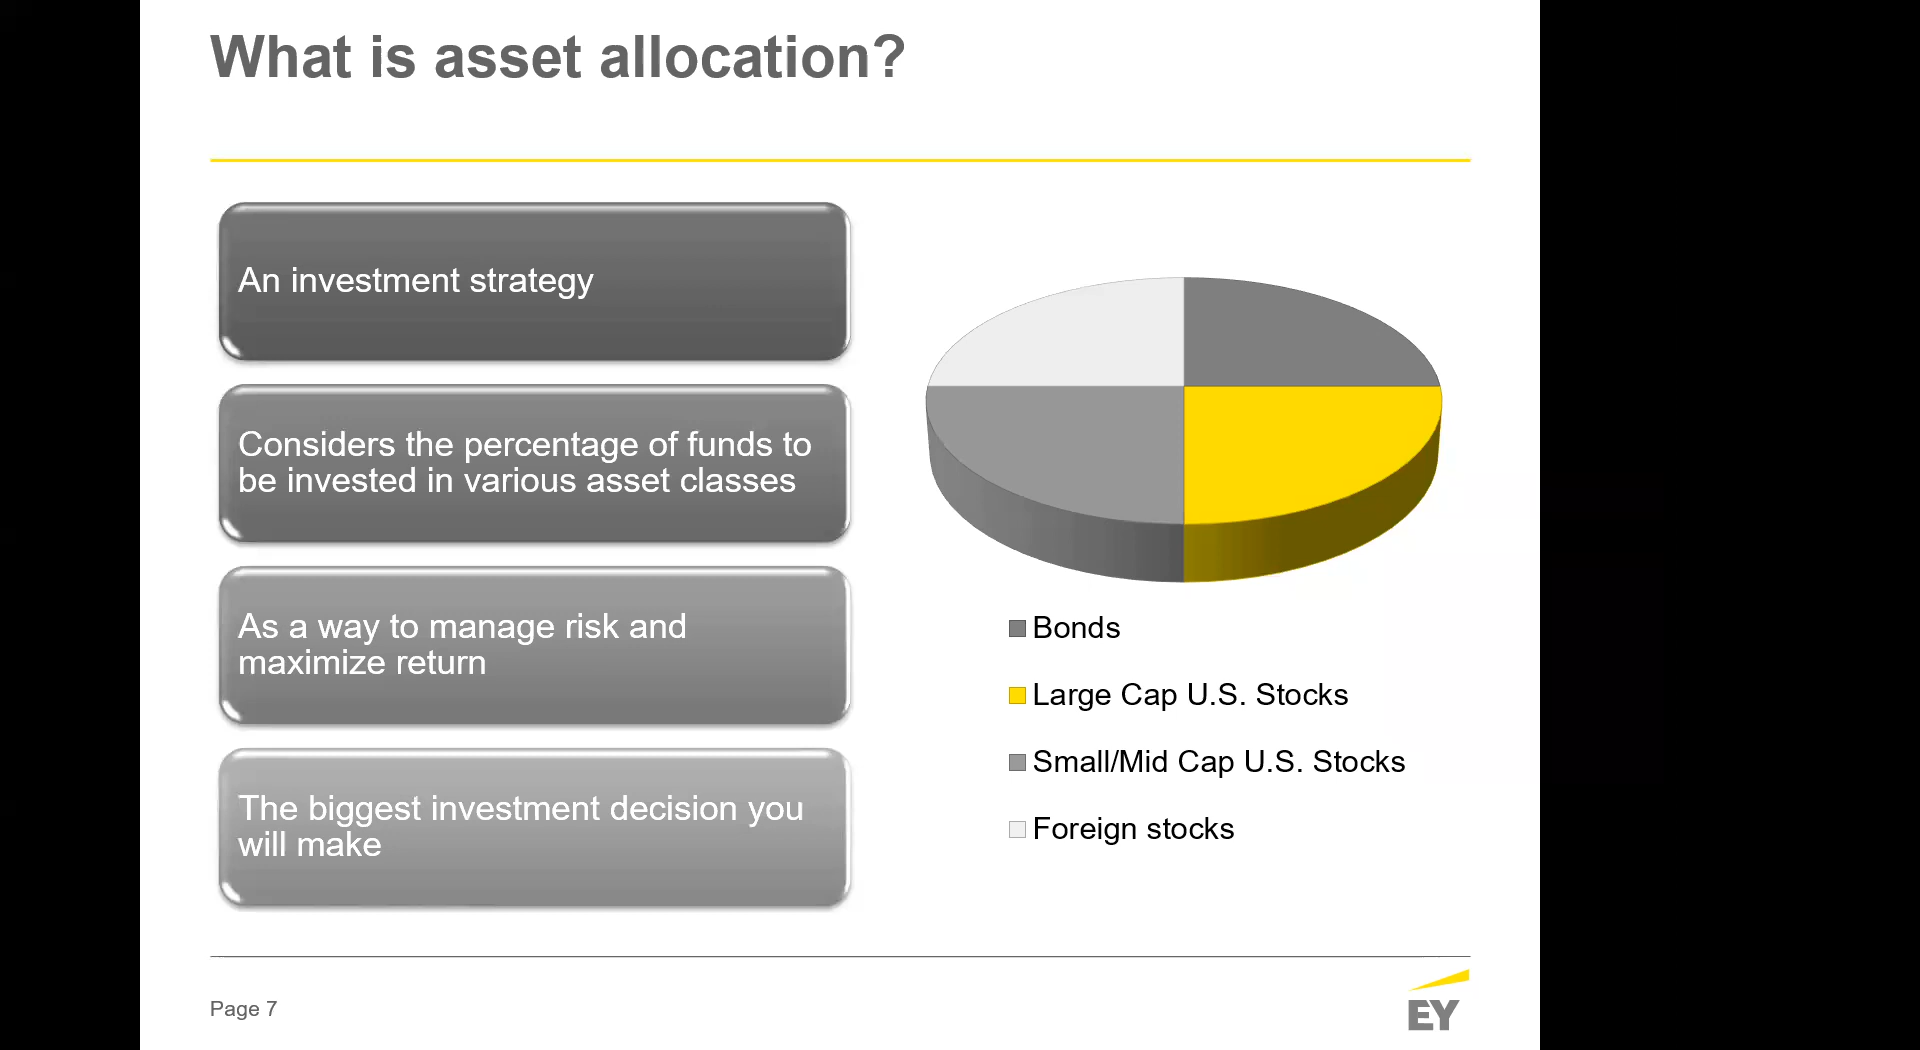 What is asset allocation?
An investment strategy
Considers the percentage of funds to
be invested in various asset classes
As a way to manage risk and
maximize return
The biggest investment decision you
will make
Bonds
Large Cap U.S. Stocks
Small/Mid Cap U.S. Stocks
Foreign stocks
Page 7
EY